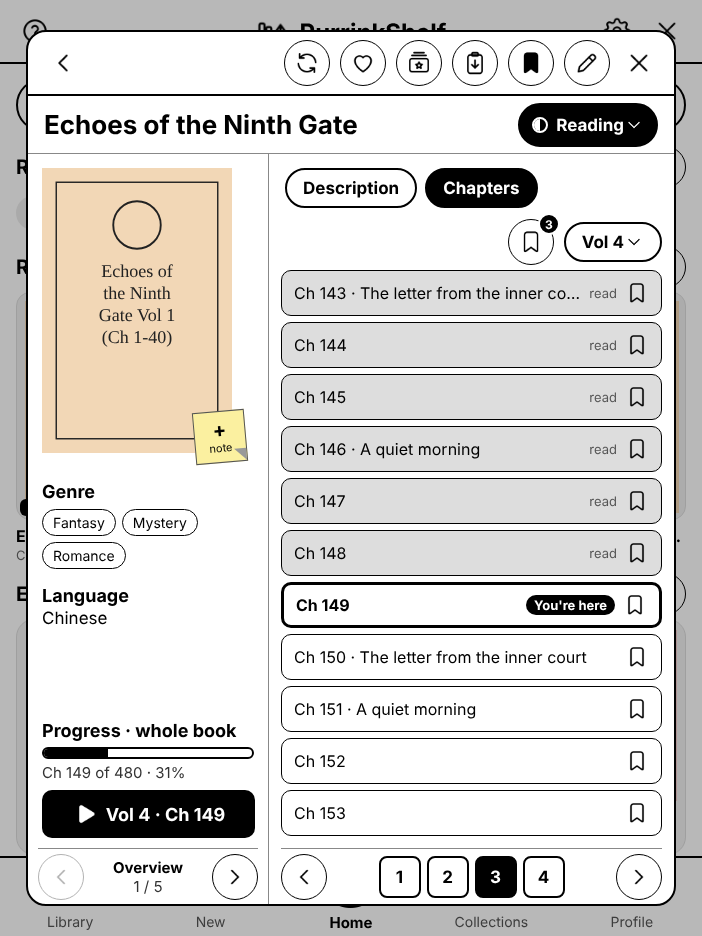 PurrinkShelf
Echoes of the Ninth Gate
Reading
Echoes of
the Ninth
Gate Vol 1
(Ch 1-40)
+
note
Genre
Fantasy
Mystery
Romance
Language
Chinese
Progress · whole book
Ch 149 of 480 · 31%
Vol 4 · Ch 149
Overview
1 / 5
Description
Chapters
3
Vol 4
Ch 143 · The letter from the inner co... read
Ch 144 read
Ch 145 read
Ch 146 · A quiet morning read
Ch 147 read
Ch 148 read
Ch 149 You're here
Ch 150 · The letter from the inner court
Ch 151 · A quiet morning
Ch 152
Ch 153
1 2 3 4
Library New Home Collections Profile